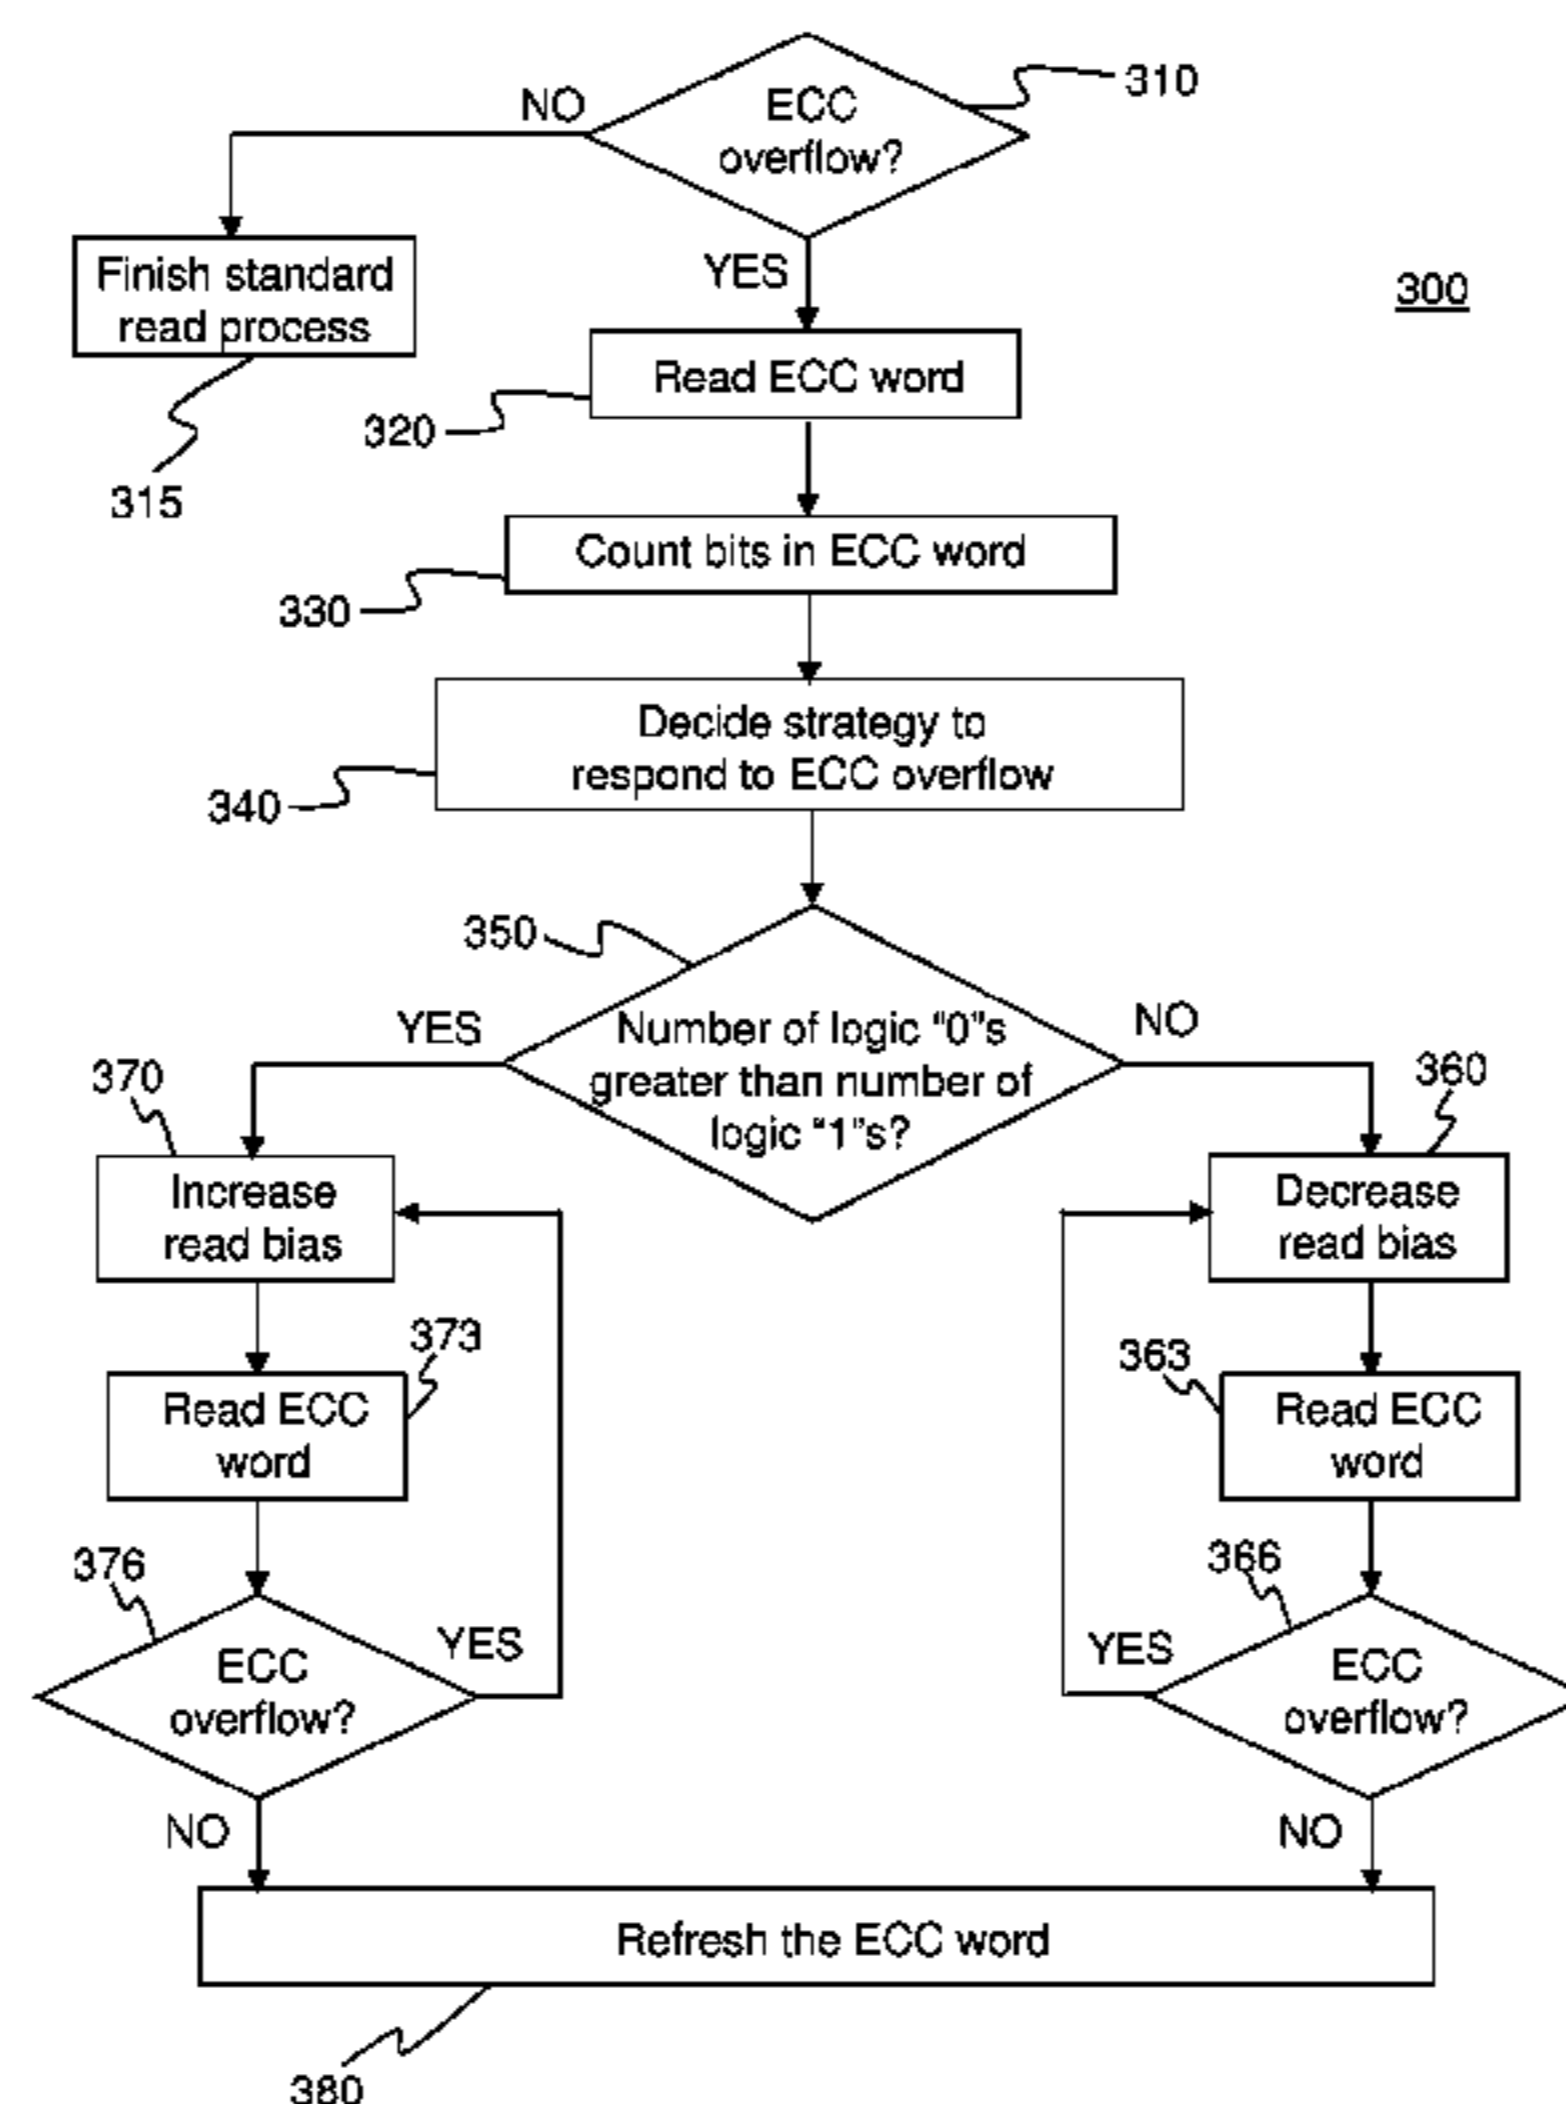 ECC
overflow?
310
NO
Finish standard
read process
315
YES
300
Read ECC word
320
Count bits in ECC word
330
Decide strategy to
respond to ECC overflow
340
350
Number of logic "0"s
greater than number of
logic "1"s?
YES
NO
370
Increase
read bias
360
Decrease
read bias
373
Read ECC
word
363
Read ECC
word
376
ECC
overflow?
YES
366
YES
ECC
overflow?
NO
NO
Refresh the ECC word
380